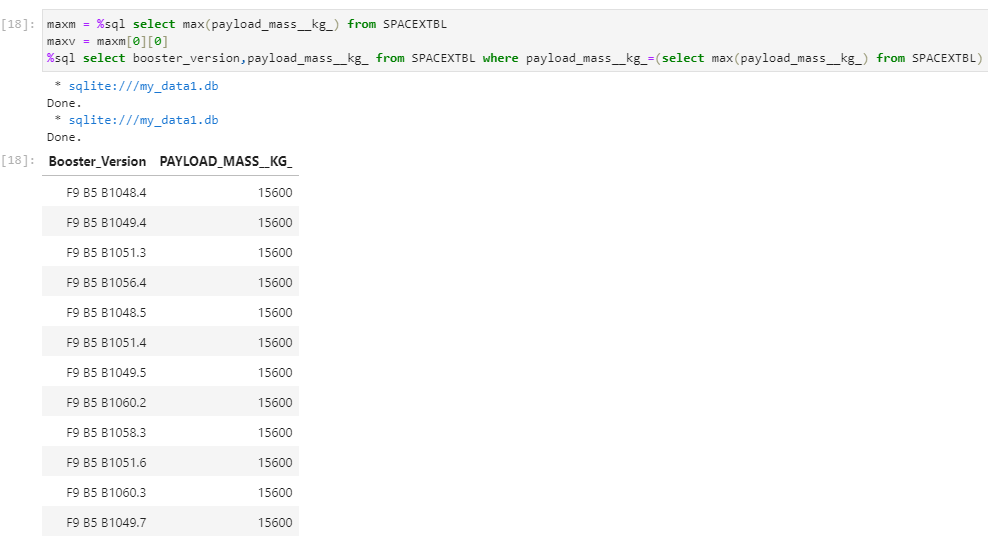 [18]: maxm = %sql select max(payload_mass__kg_) from SPACEXTBL
maxv = maxm[0][0]
%sql select booster_version,payload_mass__kg_ from SPACEXTBL where payload_mass__kg_=(select max(payload_mass__kg_) from SPACEXTBL)
* sqlite:///my_data1.db
Done.
* sqlite:///my_data1.db
Done.
[18]: Booster_Version PAYLOAD_MASS__KG_
F9 B5 B1048.4 15600
F9 B5 B1049.4 15600
F9 B5 B1051.3 15600
F9 B5 B1056.4 15600
F9 B5 B1048.5 15600
F9 B5 B1051.4 15600
F9 B5 B1049.5 15600
F9 B5 B1060.2 15600
F9 B5 B1058.3 15600
F9 B5 B1051.6 15600
F9 B5 B1060.3 15600
F9 B5 B1049.7 15600